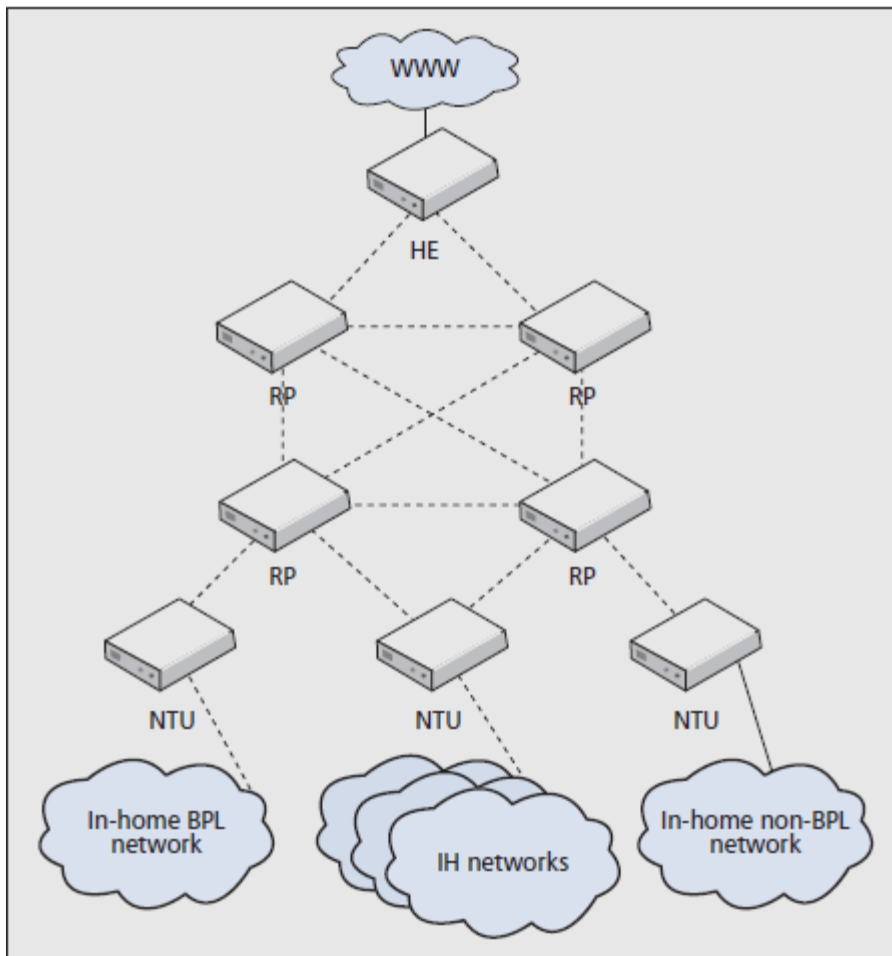 WWW
HE
RP
RP
RP
RP
NTU
NTU
NTU
In-home BPL
network
IH networks
In-home non-BPL
network